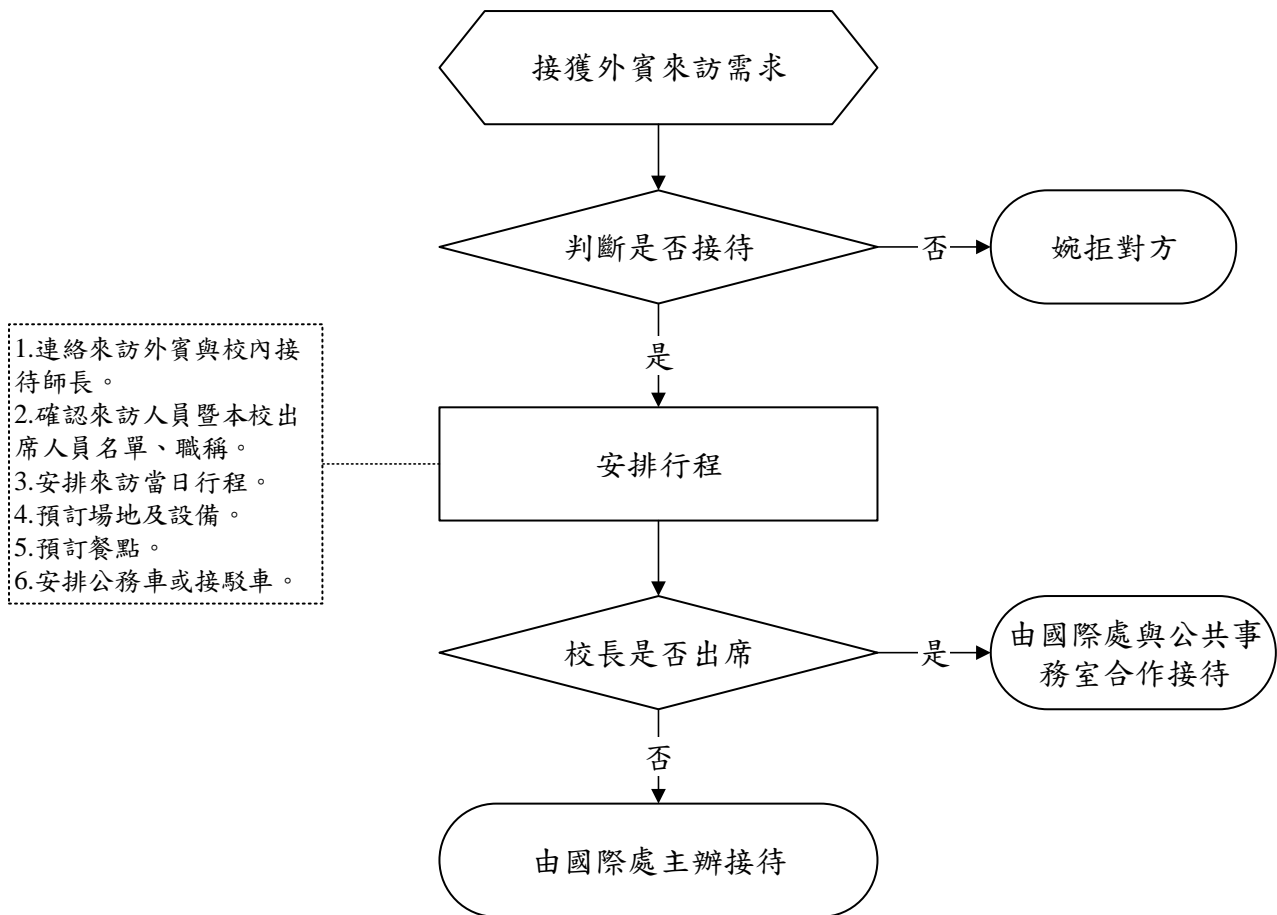 接獲外賓來訪需求
判斷是否接待
否
婉拒對方
是
1.連絡來訪外賓與校內接
待師長。
2.確認來訪人員暨本校出
席人員名單、職稱。
3.安排來訪當日行程。
4.預訂場地及設備。
5.預訂餐點。
6.安排公務車或接駁車。
安排行程
校長是否出席
是
由國際處與公共事
務室合作接待
否
由國際處主辦接待